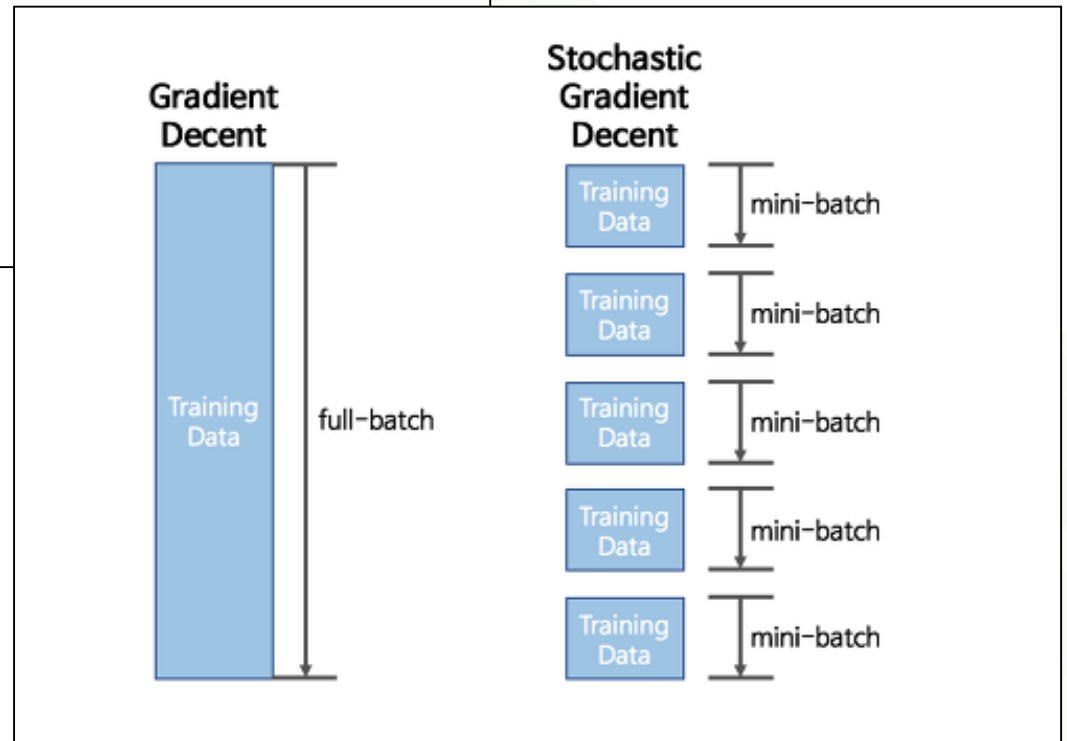 Gradient
Decent
Training
Data
full-batch
Stochastic
Gradient
Decent
Training
Data
mini-batch
Training
Data
mini-batch
Training
Data
mini-batch
Training
Data
mini-batch
Training
Data
mini-batch